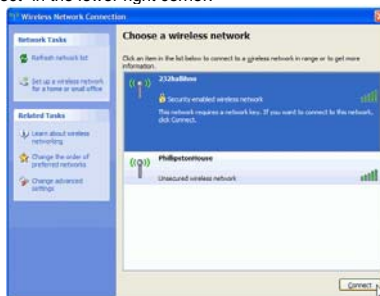 in the lower right corner.
Wireless Network Connection
Network Tasks
Refresh network list
Set up a wireless network
for a home or small office
Related Tasks
Learn about wireless
networking
Change the order of
preferred networks
Change advanced
settings
Choose a wireless network
Click an item in the list below to connect to a wireless network in range or to get more
information.
Security-enabled wireless network
This network requires a network key. If you want to connect to this network,
click Connect.
PhillipstonHouse
Unsecured wireless network
Connect